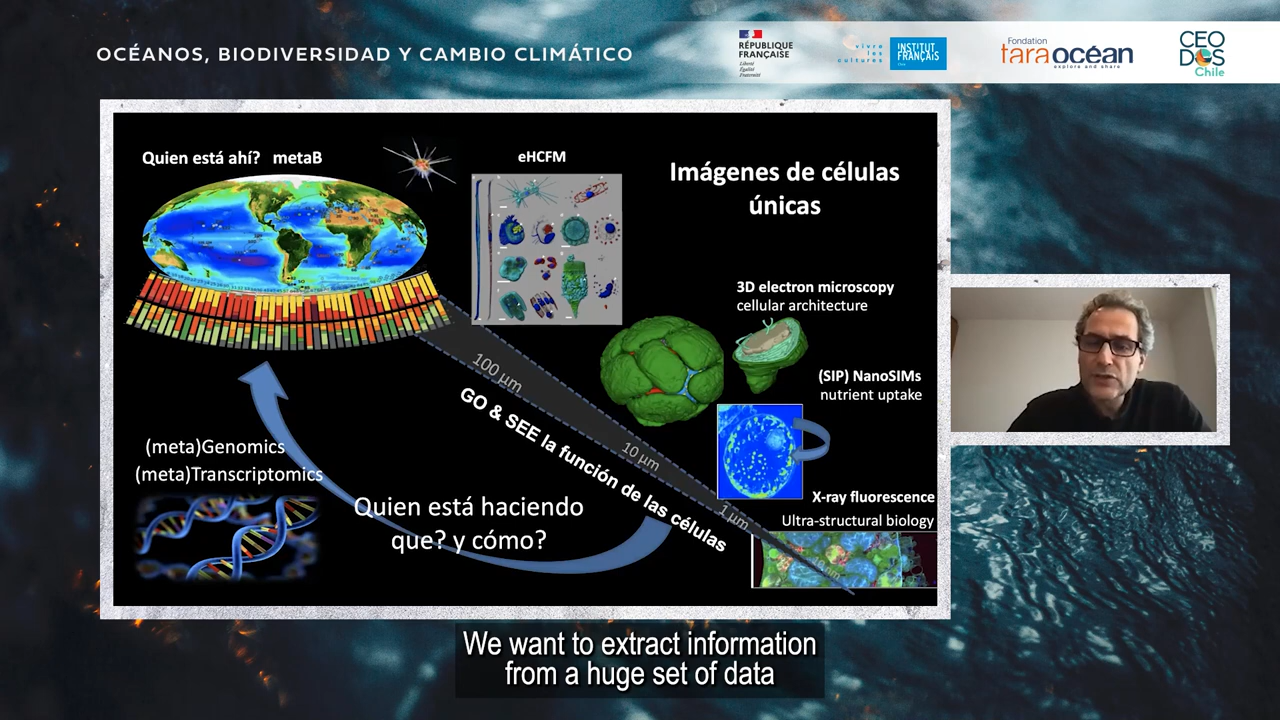 OCÉANOS, BIODIVERSIDAD Y CAMBIO CLIMÁTICO
RÉPUBLIQUE
FRANÇAISE
Liberté
Égalité
Fraternité
vivre
les
cultures
INSTITUT
FRANÇAIS
Chile
Fondation
taraocéan
explore and share
CEO
DOS
Chile
Quien está ahí? metaB
eHCFM
Imágenes de células
únicas
3D electron microscopy
cellular architecture
(SIP) NanoSIMs
nutrient uptake
X-ray fluorescence
Ultra-structural biology
100 µm
10 µm
1 µm
GO & SEE la función de las células
(meta)Genomics
(meta)Transcriptomics
Quien está haciendo
que? y cómo?
We want to extract information
from a huge set of data